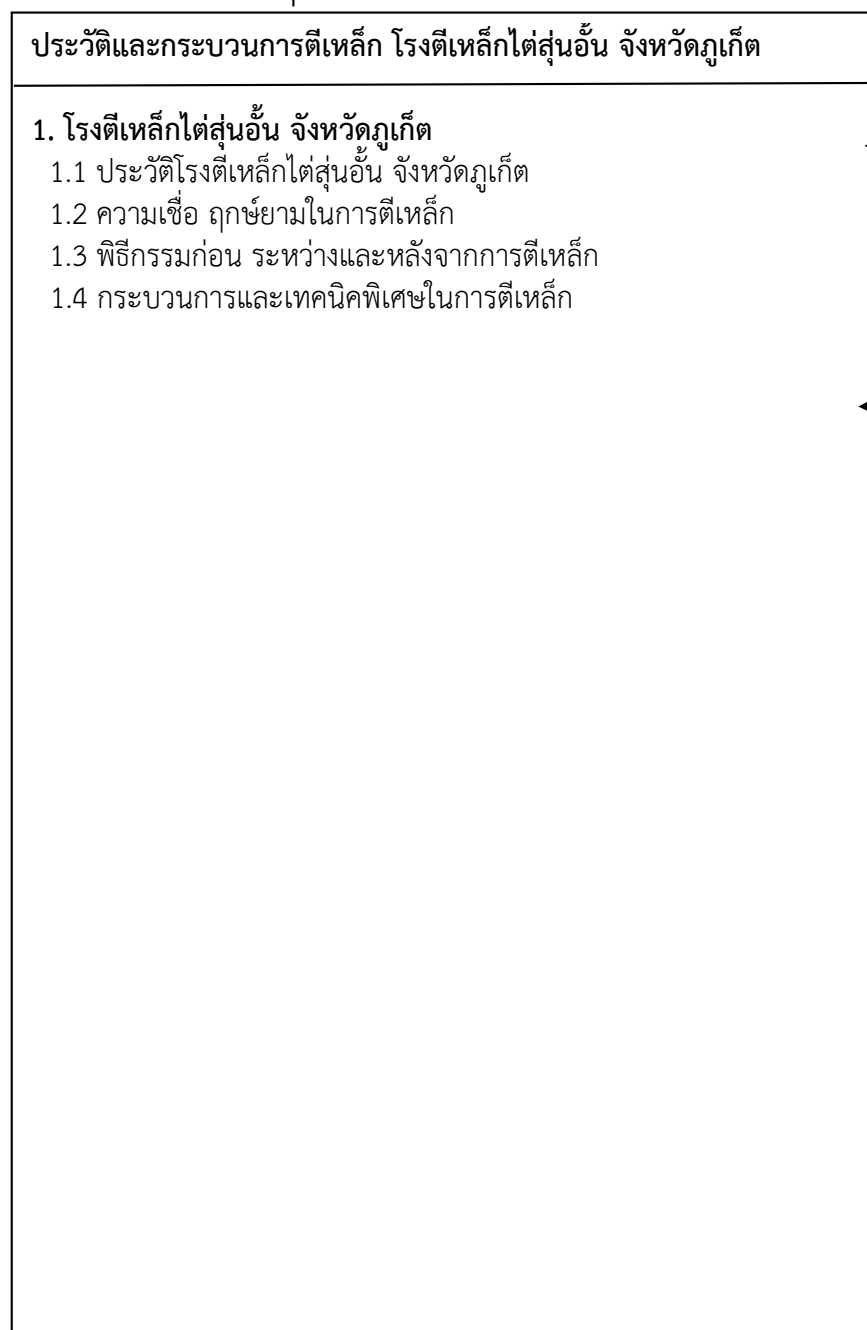 ประวัติและกระบวนการตีเหล็ก โรงตีเหล็กไต่สุ่นอั้น จังหวัดภูเก็ต
1. โรงตีเหล็กไต่สุ่นอั้น จังหวัดภูเก็ต
1.1 ประวัติโรงตีเหล็กไต่สุ่นอั้น จังหวัดภูเก็ต
1.2 ความเชื่อ ฤกษ์ยามในการตีเหล็ก
1.3 พิธีกรรมก่อน ระหว่างและหลังจากการตีเหล็ก
1.4 กระบวนการและเทคนิคพิเศษในการตีเหล็ก